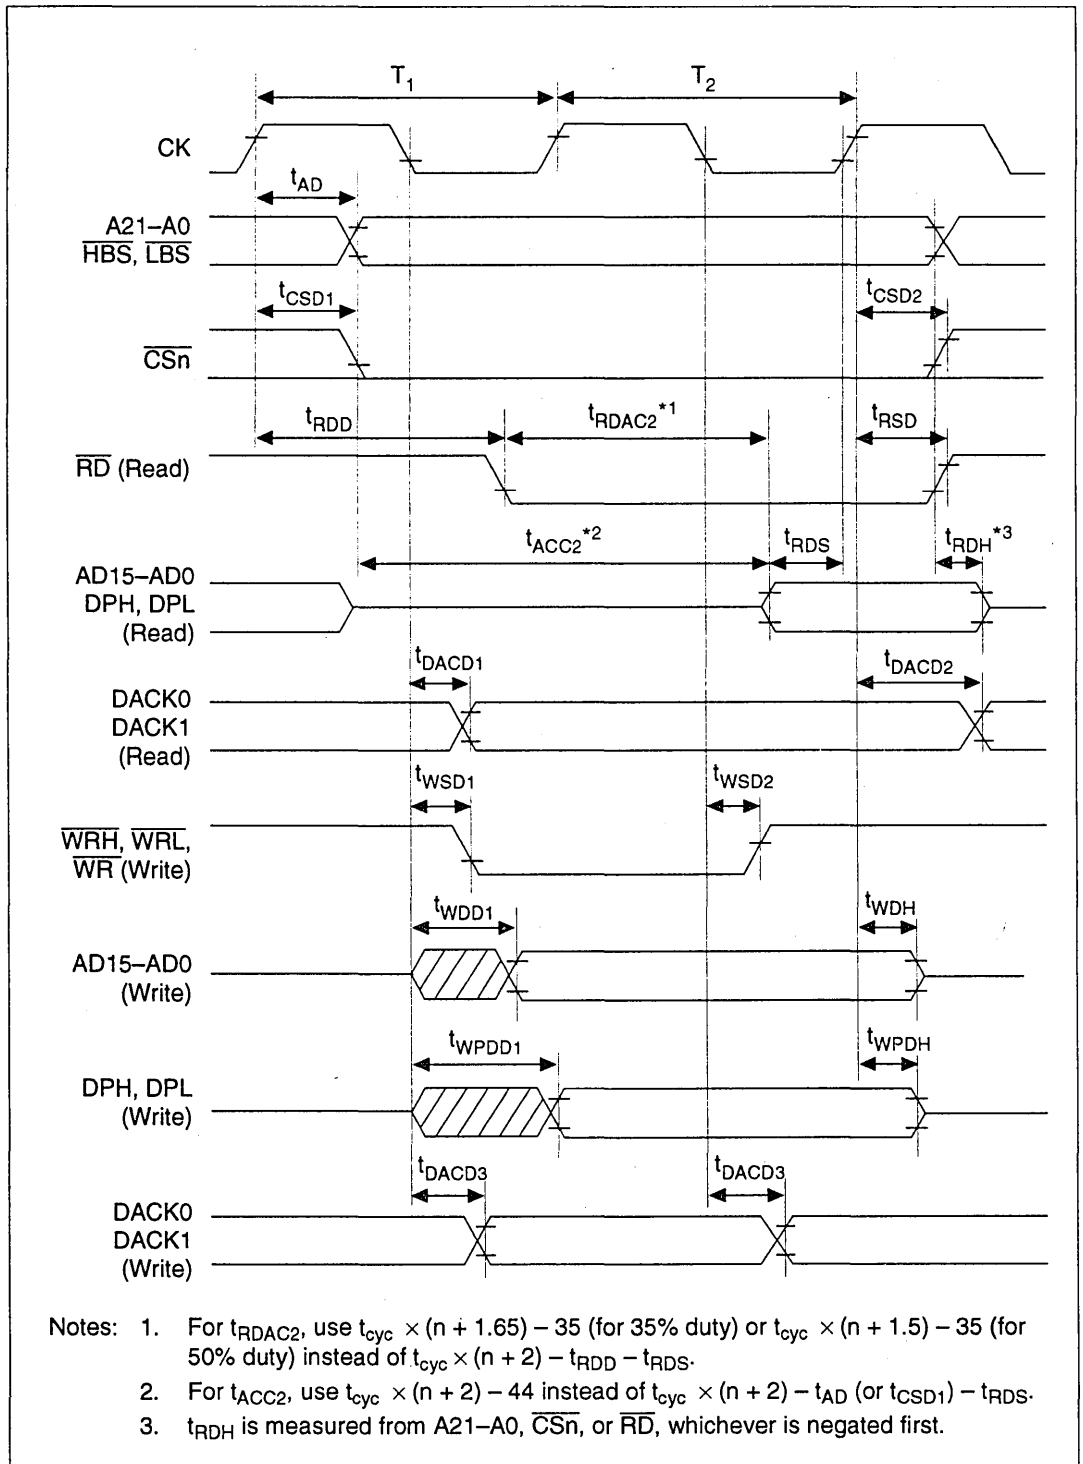 T1 T2
CK
tAD
A21–A0
HBS, LBS
tCSD1 tCSD2
CSn
tRDD tRDAC2*1 tRSD
RD (Read)
tACC2*2 tRDS tRDH*3
AD15–AD0
DPH, DPL
(Read)
tDACD1 tDACD2
DACK0
DACK1
(Read)
tWSD1 tWSD2
WRH, WRL,
WR (Write)
tWDD1 tWDH
AD15–AD0
(Write)
tWPDD1 tWPDH
DPH, DPL
(Write)
tDACD3 tDACD3
DACK0
DACK1
(Write)
Notes: 1. For tRDAC2, use tcyc × (n + 1.65) – 35 (for 35% duty) or tcyc × (n + 1.5) – 35 (for
50% duty) instead of tcyc × (n + 2) – tRDD – tRDS.
2. For tACC2, use tcyc × (n + 2) – 44 instead of tcyc × (n + 2) – tAD (or tCSD1) – tRDS.
3. tRDH is measured from A21–A0, CSn, or RD, whichever is negated first.